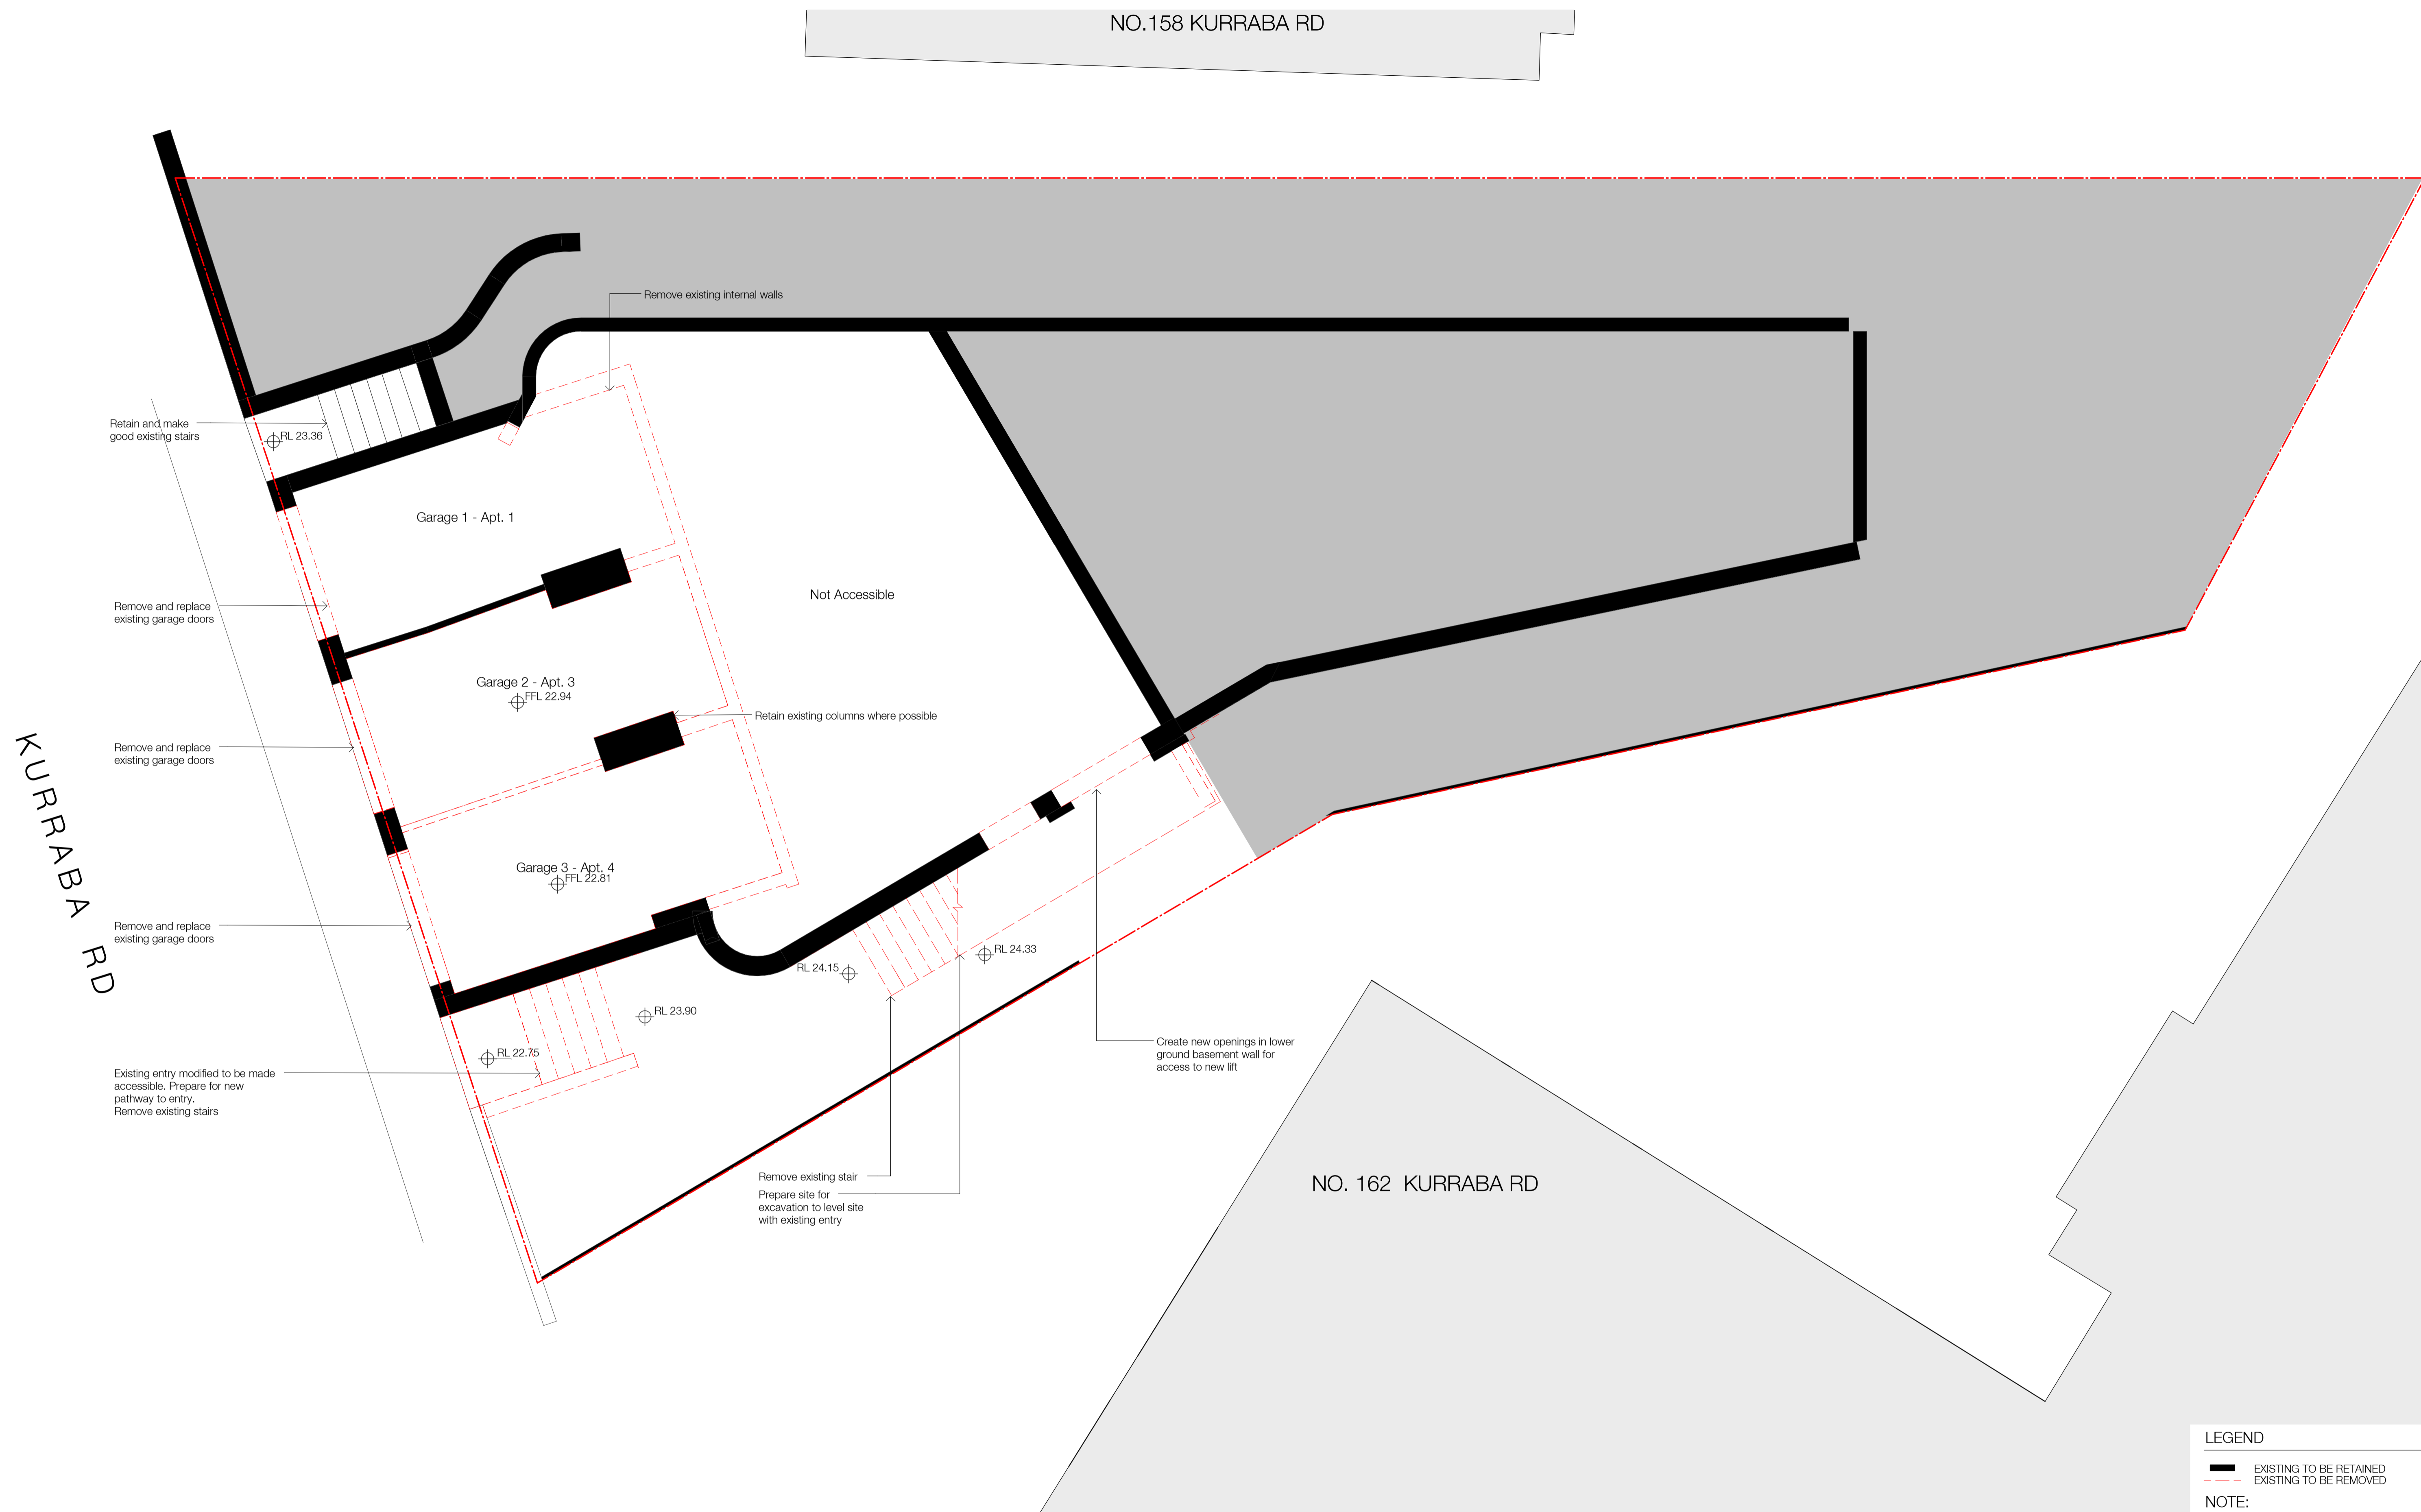 NO.158 KURRABA RD
Remove existing internal walls
Retain and make
good existing stairs
RL 23.36
Garage 1 - Apt. 1
Not Accessible
Remove and replace
existing garage doors
Garage 2 - Apt. 3
FFL 22.94
Retain existing columns where possible
Remove and replace
existing garage doors
KURRABA RD
Garage 3 - Apt. 4
FFL 22.81
Remove and replace
existing garage doors
RL 24.33
RL 24.15
RL 23.90
RL 22.75
Create new openings in lower
ground basement wall for
access to new lift
Existing entry modified to be made
accessible. Prepare for new
pathway to entry.
Remove existing stairs
Remove existing stair
Prepare site for
excavation to level site
with existing entry
NO. 162 KURRABA RD
LEGEND
EXISTING TO BE RETAINED
EXISTING TO BE REMOVED
NOTE: